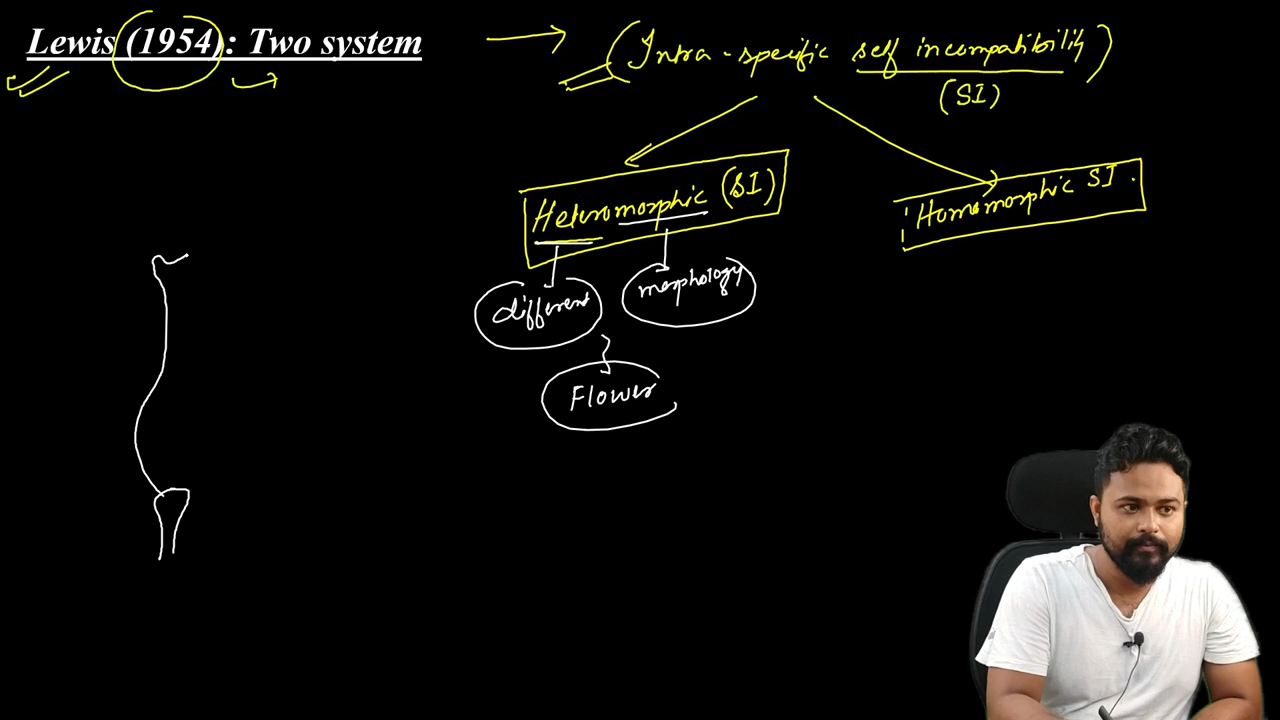 Lewis (1954): Two system
(Intra-specific self incompatibility)
(SI)
Heteromorphic (SI)
Homomorphic SI.
different
morphology
Flower